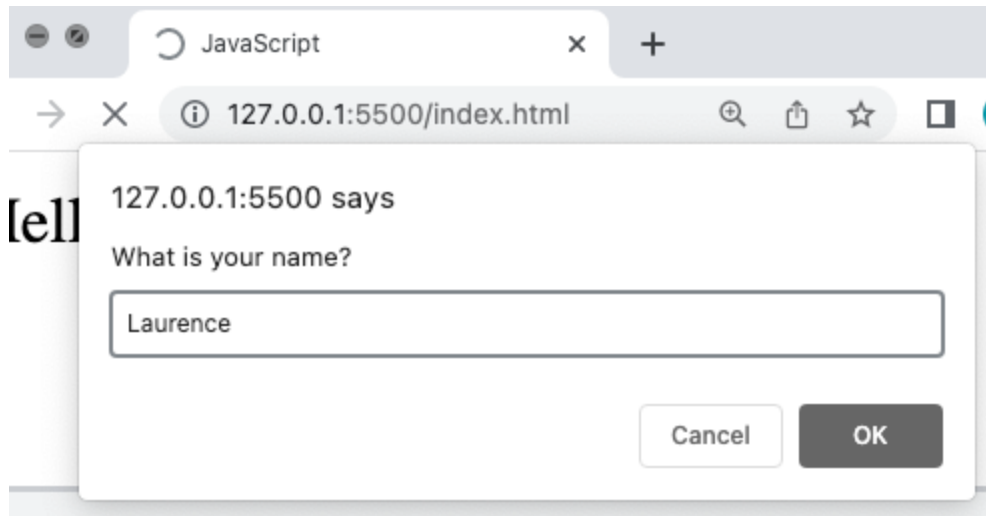 JavaScript
127.0.0.1:5500/index.html
127.0.0.1:5500 says
What is your name?
Laurence
Cancel OK